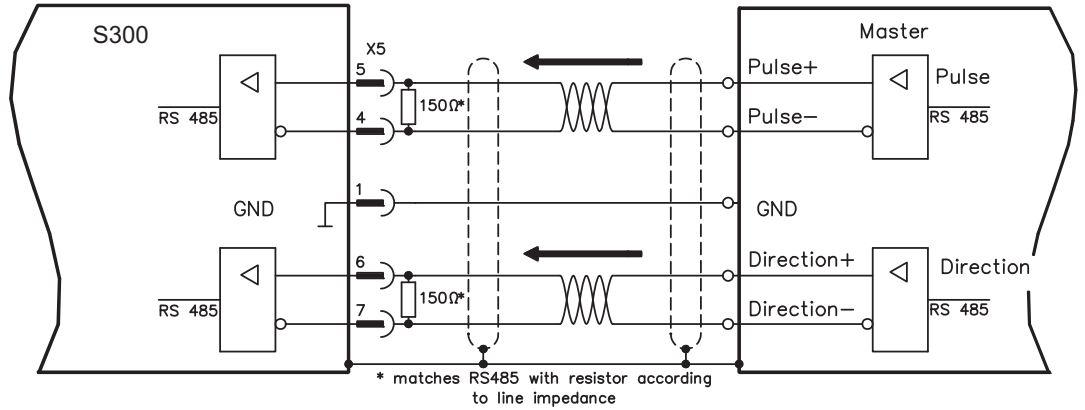 S300
Master
X5
5
Pulse+
Pulse
150Ω*
RS 485
4
Pulse−
RS 485
1
GND
GND
6
Direction+
Direction
150Ω*
RS 485
7
Direction−
RS 485
* matches RS485 with resistor according
to line impedance